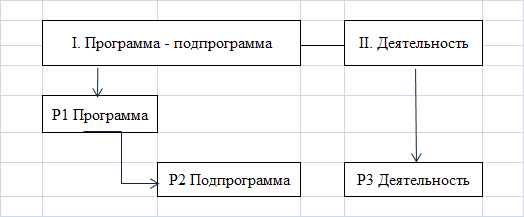 I. Программа - подпрограмма
II. Деятельность
P1 Программа
P2 Подпрограмма
P3 Деятельность